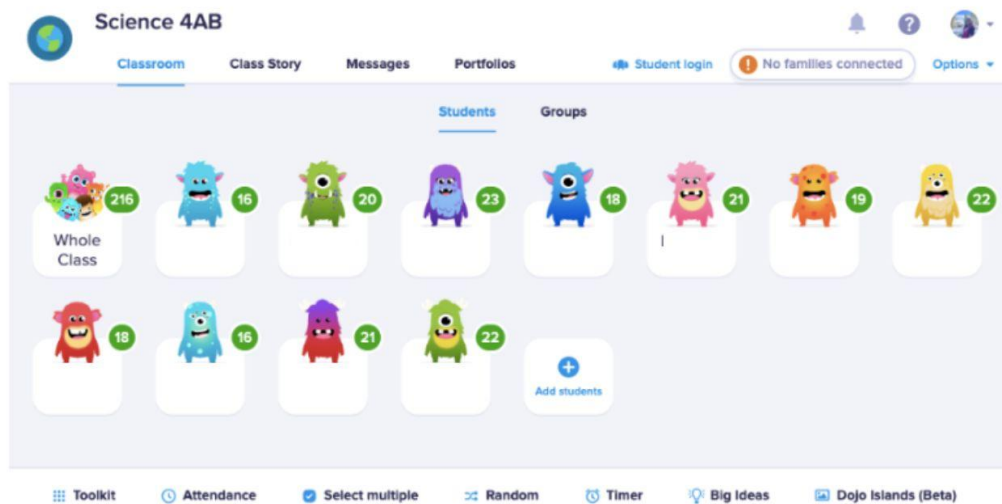 Science 4AB
Classroom Class Story Messages Portfolios Student login No families connected Options
Students Groups
216 16 20 23 18 21 19 22
Whole
Class
18 16 21 22
Add students
Toolkit Attendance Select multiple Random Timer Big Ideas Dojo Islands (Beta)